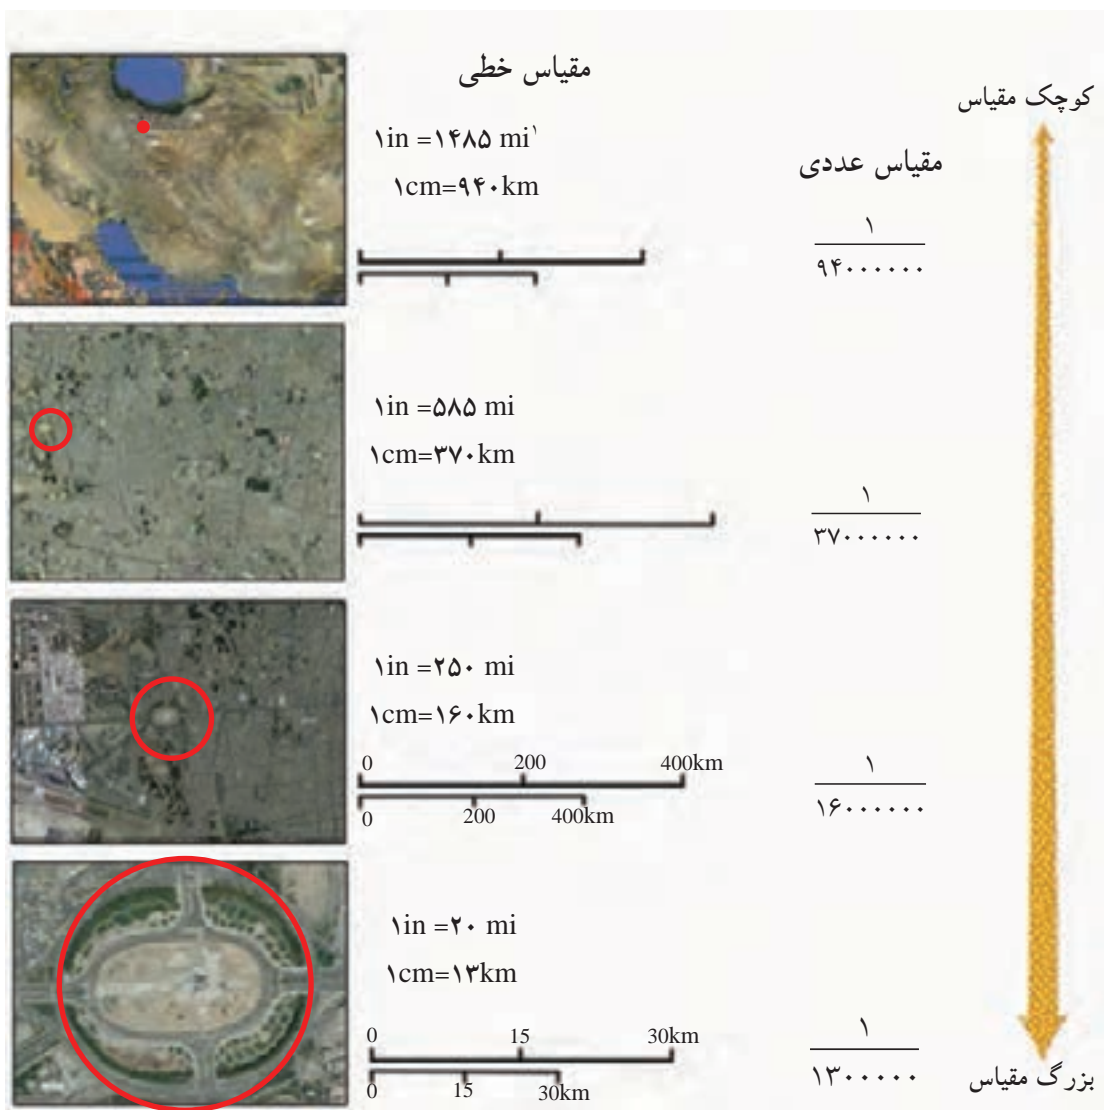 مقیاس خطی
کوچک مقیاس
مقیاس عددی
۱in =۱۴۸۵ mi۱
۱cm=۹۴۰km
۱
۹۴۰۰۰۰۰۰
۱in =۵۸۵ mi
۱cm=۳۷۰km
۱
۳۷۰۰۰۰۰۰
۱in =۲۵۰ mi
۱cm=۱۶۰km
0 200 400km
0 200 400km
۱
۱۶۰۰۰۰۰۰
۱in =۲۰ mi
۱cm=۱۳km
0 15 30km
0 15 30km
۱
۱۳۰۰۰۰۰
بزرگ مقیاس